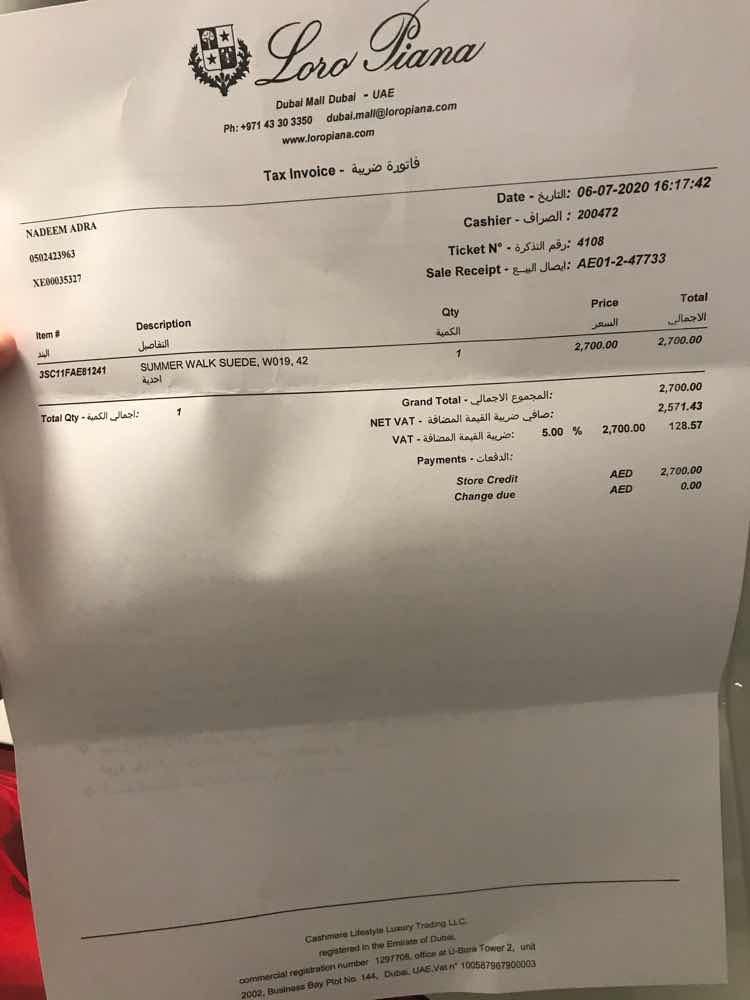 Loro Piana
Dubai Mall Dubai - UAE
Ph: +971 43 30 3350 dubai.mall@loropiana.com
www.loropiana.com
Tax Invoice - فاتورة ضريبة
NADEEM ADRA
0502423963
XE00035327
Date - التاريخ: 06-07-2020 16:17:42
Cashier - الصراف : 200472
Ticket N° - رقم التذكرة: 4108
Sale Receipt - ايصال البيع: AE01-2-47733
Item # Description Qty Price Total
البند التفاصيل الكمية السعر الاجمالي
3SC11FAE81241 SUMMER WALK SUEDE, W019, 42 1 2,700.00 2,700.00
احدية
Total Qty - اجمالي الكمية: 1
Grand Total - المجموع الاجمالي: 2,700.00
NET VAT - صافي ضريبة القيمة المضافة: 2,571.43
VAT - ضريبة القيمة المضافة: 5.00 % 2,700.00 128.57
Payments - الدفعات:
Store Credit AED 2,700.00
Change due AED 0.00
Cashmere Lifestyle Luxury Trading LLC.
registered in the Emirate of Dubai,
commercial registration number 1297708, office at U-Bora Tower 2, unit
2002, Business Bay Plot No. 144, Dubai, UAE.Vat n° 100587967900003